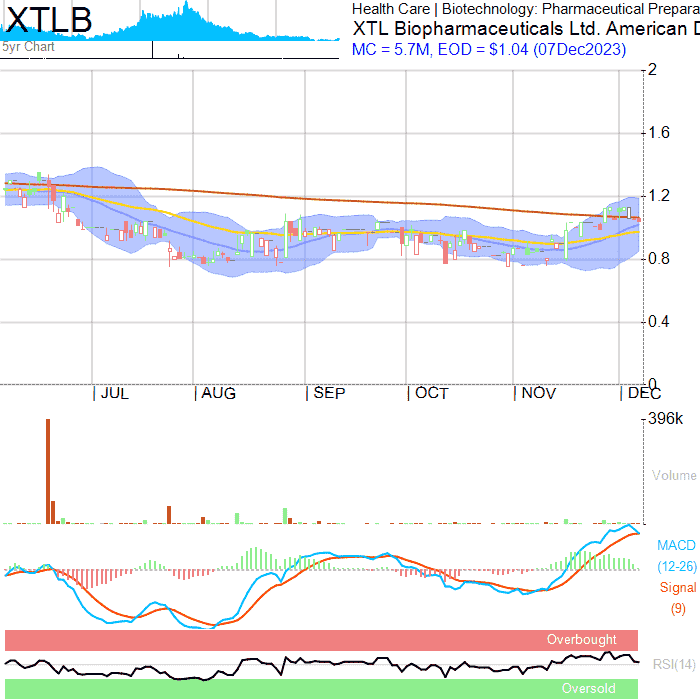 XTLB
5yr Chart
Health Care | Biotechnology: Pharmaceutical Prepara
XTL Biopharmaceuticals Ltd. American D
MC = 5.7M, EOD = $1.04 (07Dec2023)
2
1.6
1.2
0.8
0.4
0
JUL AUG SEP OCT NOV DEC
396k
Volume
MACD
(12-26)
Signal
(9)
Overbought
RSI(14)
Oversold